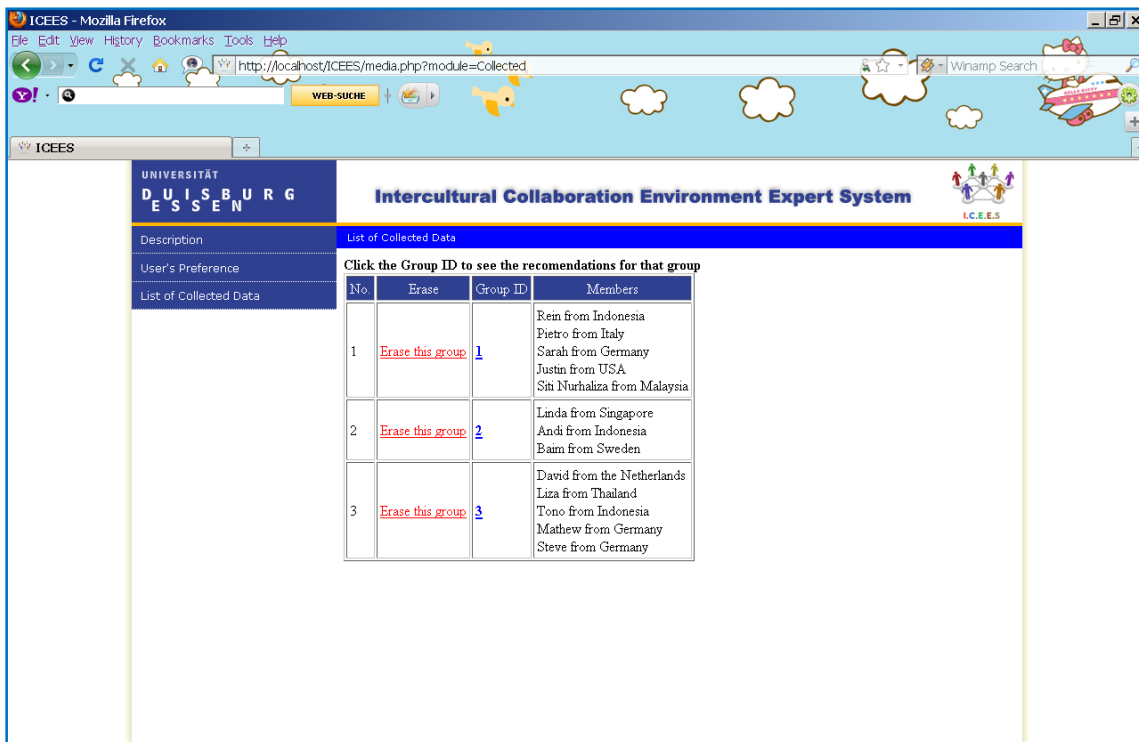 ICEES - Mozilla Firefox
File Edit View History Bookmarks Tools Help
http://localhost/ICEES/media.php?module=Collected
Winamp Search
WEB-SUCHE
ICEES
UNIVERSITÄT
DUISBURG
ESSEN
Intercultural Collaboration Environment Expert System
I.C.E.E.S
Description
User's Preference
List of Collected Data
List of Collected Data
Click the Group ID to see the recomendations for that group
No. Erase Group ID Members
1 Erase this group 1
Rein from Indonesia
Pietro from Italy
Sarah from Germany
Justin from USA
Siti Nurhaliza from Malaysia
2 Erase this group 2
Linda from Singapore
Andi from Indonesia
Baim from Sweden
3 Erase this group 3
David from the Netherlands
Liza from Thailand
Tono from Indonesia
Mathew from Germany
Steve from Germany